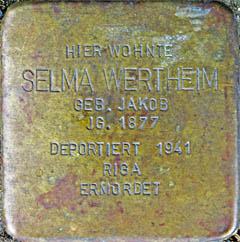 HIER WOHNTE
SELMA WERTHEIM
GEB. JAKOB
JG. 1877
DEPORTIERT 1941
RIGA
ERMORDET